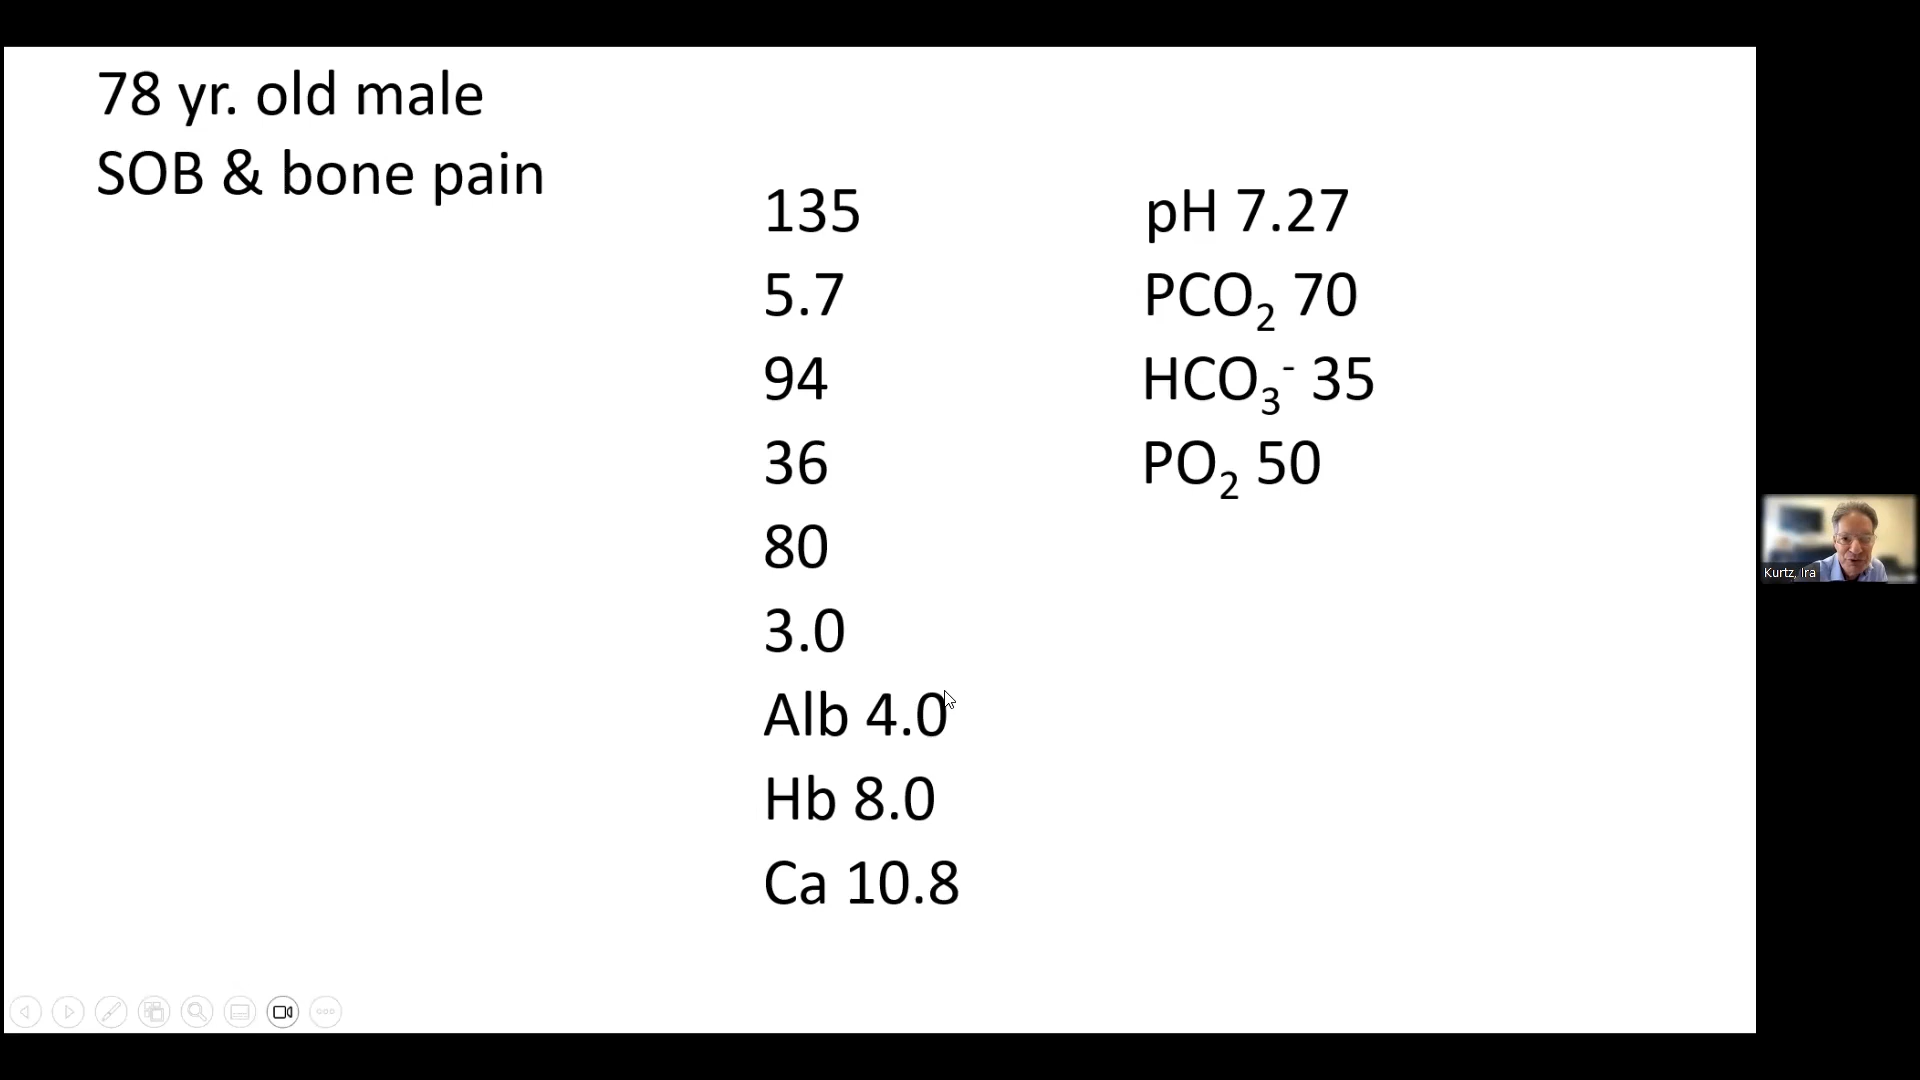 78 yr. old male
SOB & bone pain
135
5.7
94
36
80
3.0
Alb 4.0
Hb 8.0
Ca 10.8
pH 7.27
PCO₂ 70
HCO₃⁻ 35
PO₂ 50
Kurtz, Ira